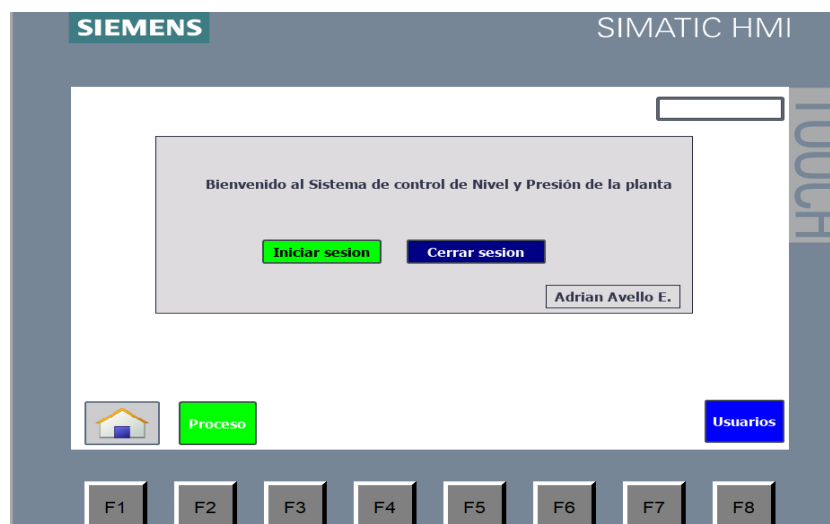 SIEMENS
SIMATIC HMI
TOUCH
Bienvenido al Sistema de control de Nivel y Presión de la planta
Iniciar sesion
Cerrar sesion
Adrian Avello E.
Proceso
Usuarios
F1
F2
F3
F4
F5
F6
F7
F8